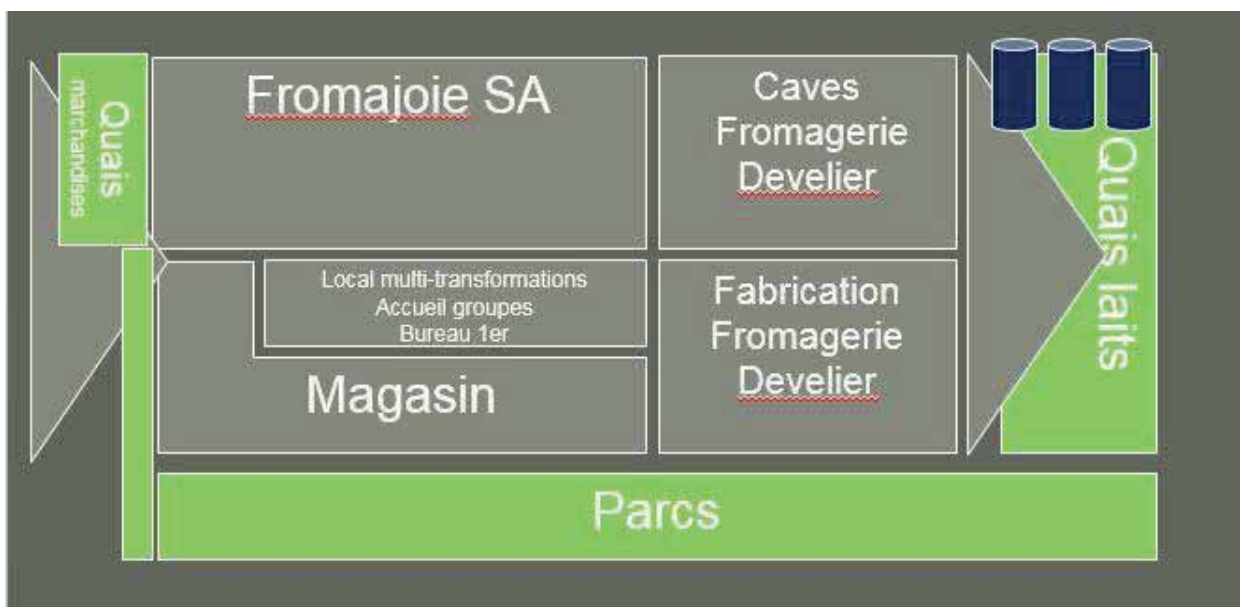 Quais
marchandises
Fromajoie SA
Caves
Fromagerie
Develier
Quais laits
Local multi-transformations
Accueil groupes
Bureau 1er
Magasin
Fabrication
Fromagerie
Develier
Parcs